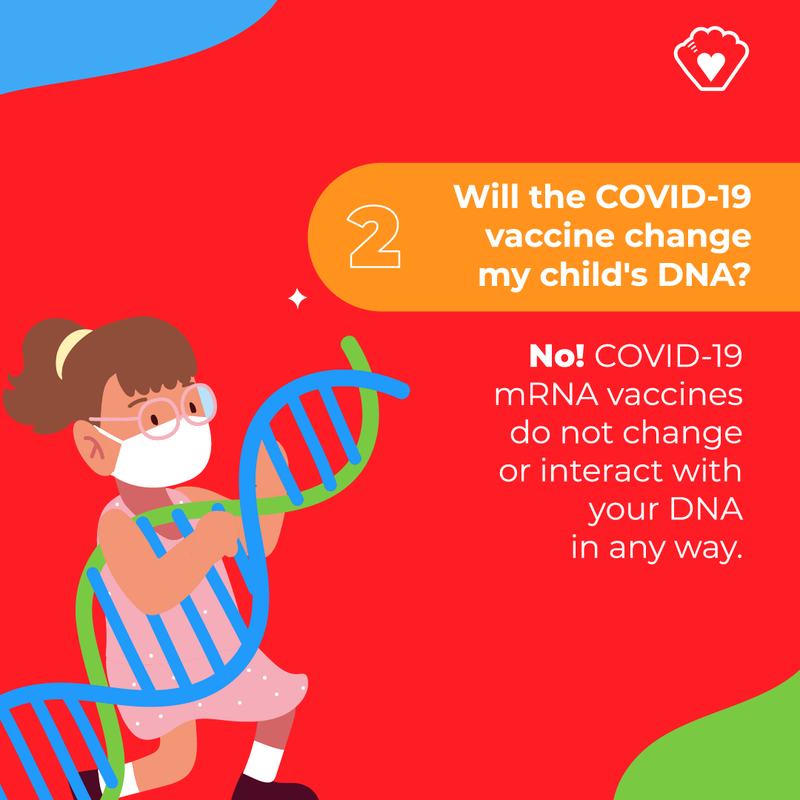 2
Will the COVID-19
vaccine change
my child's DNA?
No! COVID-19
mRNA vaccines
do not change
or interact with
your DNA
in any way.